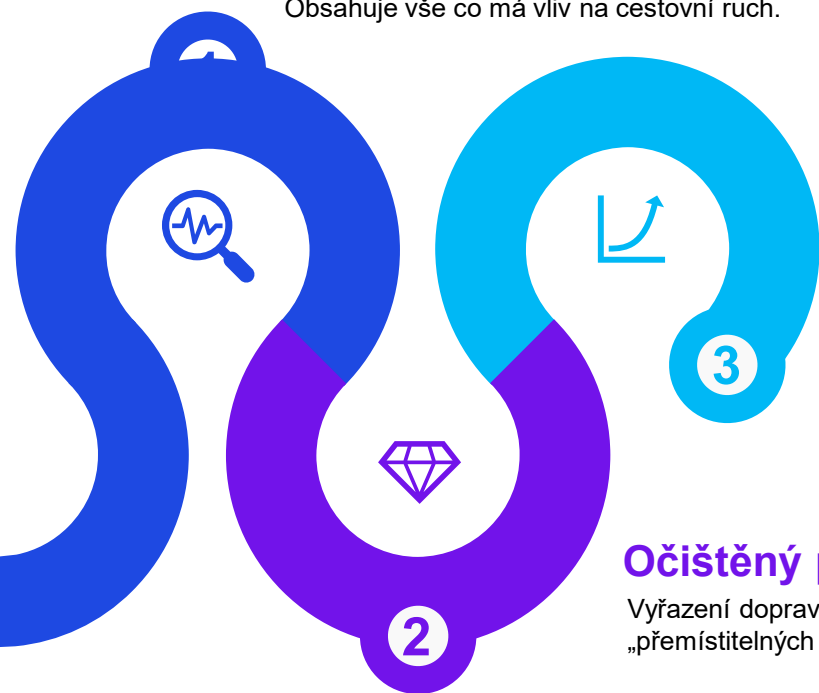 Obsahuje vše co má vliv na cestovní ruch.
3
Očištěný
Vyřazení doprav
„přemístitelných
2